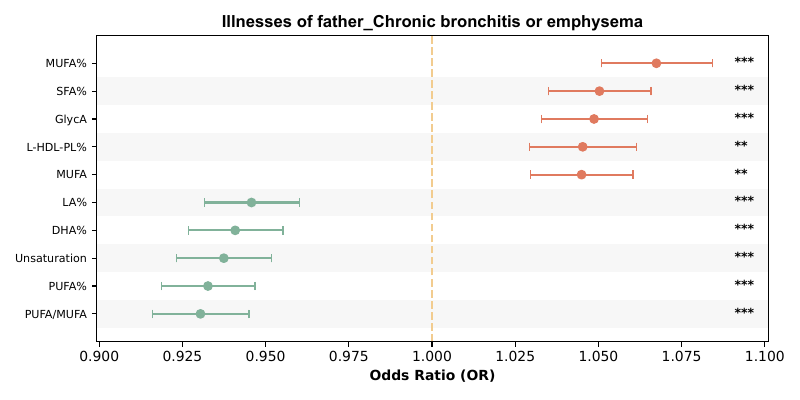 Illnesses of father_Chronic bronchitis or emphysema
MUFA% ***
SFA% ***
GlycA ***
L-HDL-PL% **
MUFA **
LA% ***
DHA% ***
Unsaturation ***
PUFA% ***
PUFA/MUFA ***
0.900 0.925 0.950 0.975 1.000 1.025 1.050 1.075 1.100
Odds Ratio (OR)